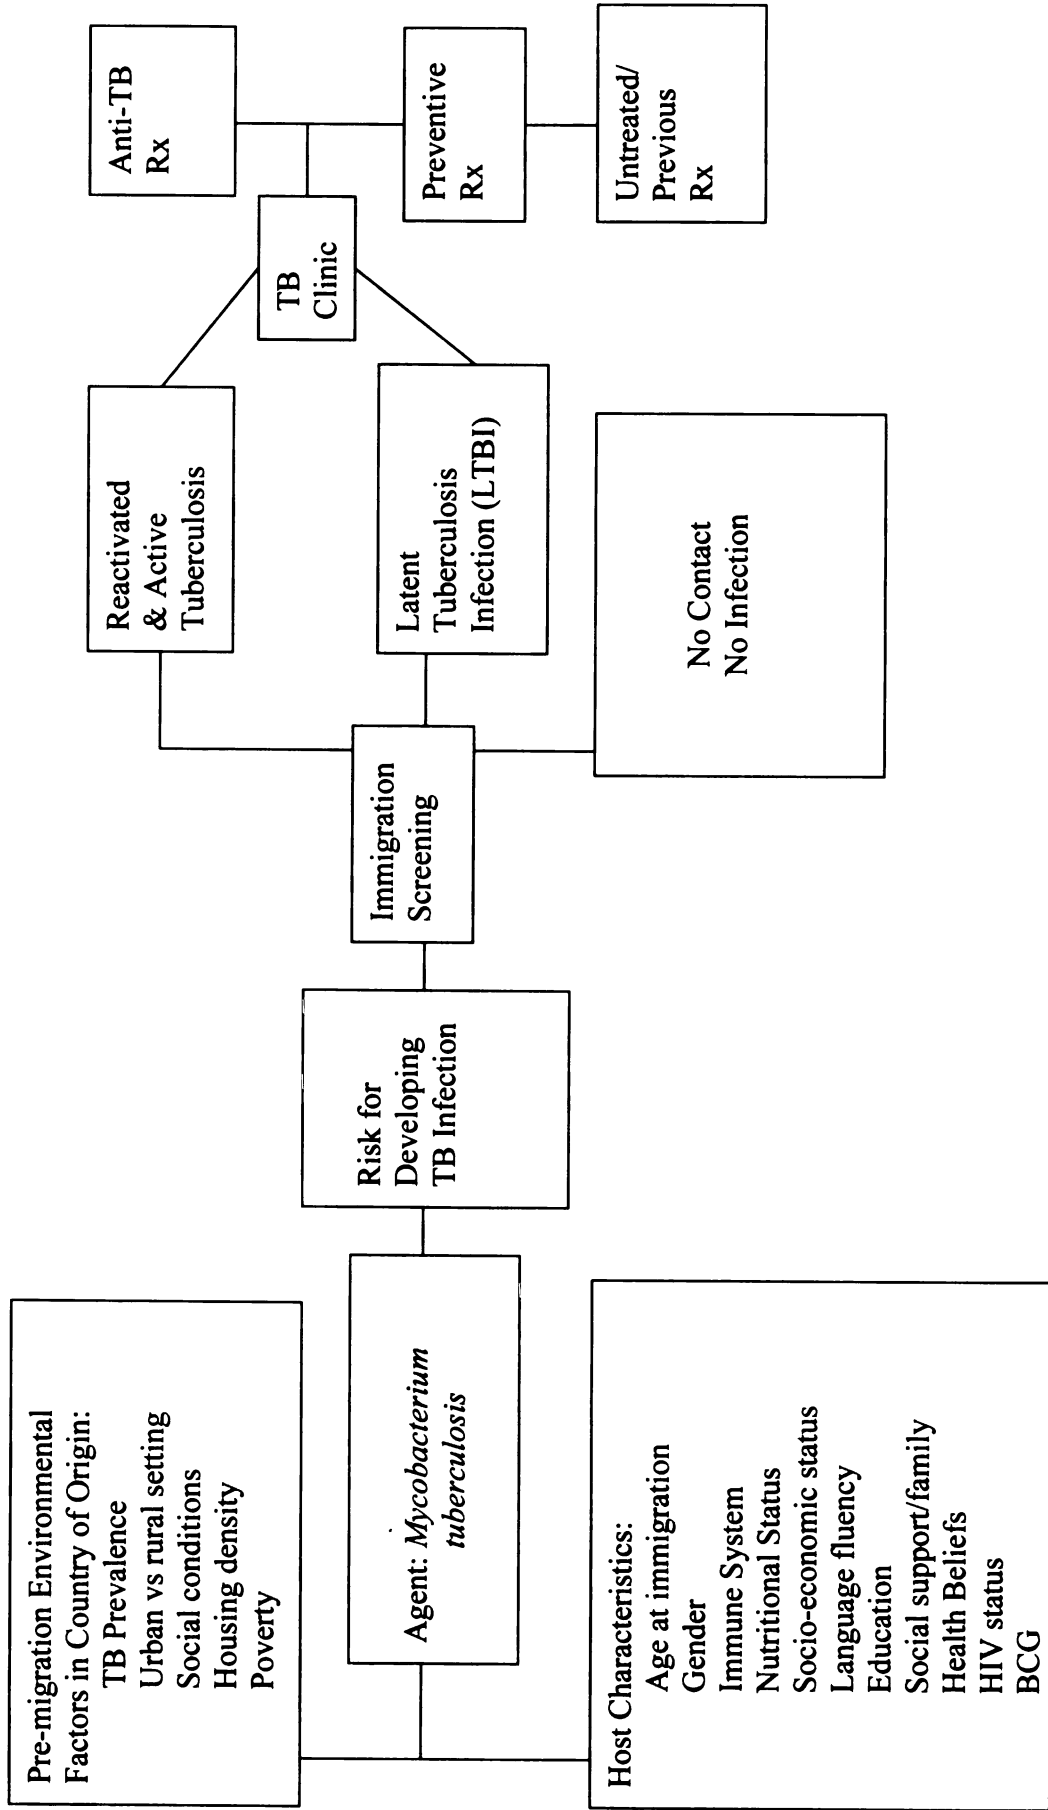 Pre-migration Environmental
Factors in Country of Origin:
TB Prevalence
Urban vs rural setting
Social conditions
Housing density
Poverty
Agent: Mycobacterium
tuberculosis
Host Characteristics:
Age at immigration
Gender
Immune System
Nutritional Status
Socio-economic status
Language fluency
Education
Social support/family
Health Beliefs
HIV status
BCG
Risk for
Developing
TB Infection
Immigration
Screening
Reactivated
& Active
Tuberculosis
Latent
Tuberculosis
Infection (LTBI)
No Contact
No Infection
TB
Clinic
Anti-TB
Rx
Preventive
Rx
Untreated/
Previous
Rx